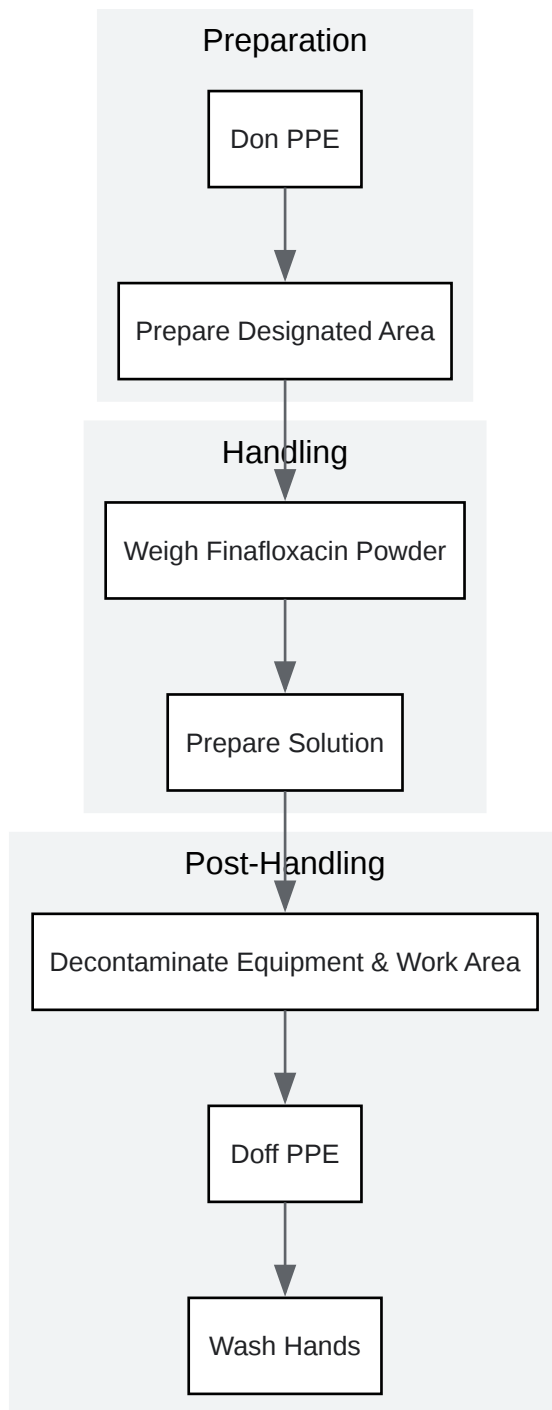 Preparation
Don PPE
Prepare Designated Area
Handling
Weigh Finafloxacin Powder
Prepare Solution
Post-Handling
Decontaminate Equipment & Work Area
Doff PPE
Wash Hands